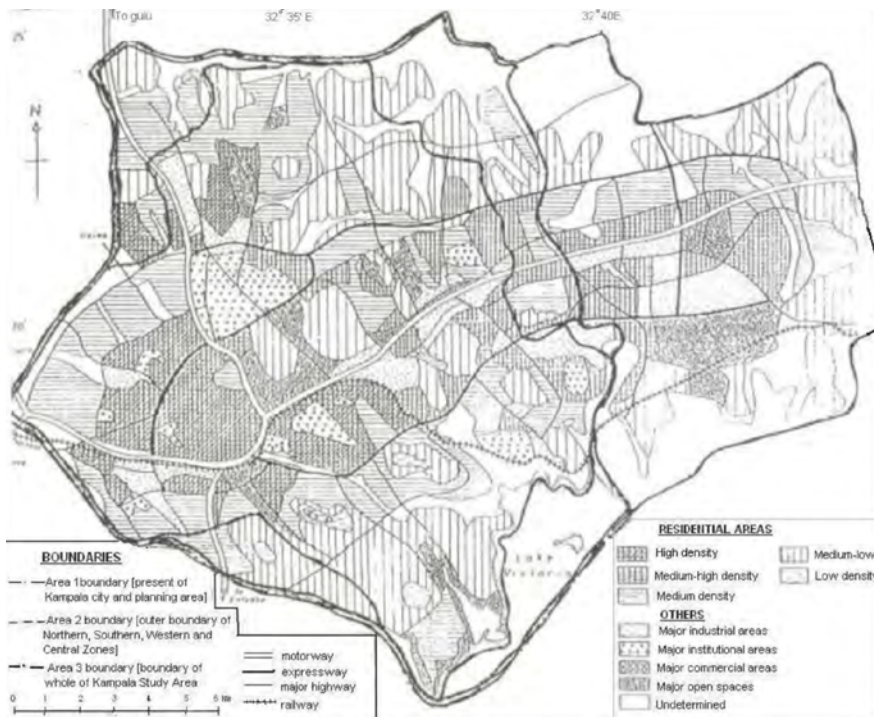 To gulu
32° 35' E
32° 40E
N
Lake
Victoria
BOUNDARIES
Area 1boundary [present of
Kampala city and planning area]
Area 2 boundary [outer boundary of
Northern, Southern, Western and
Central Zones]
Area 3 boundary [boundary of
whole of Kampala Study Area
0 1 2 3 4 5 6
motorway
expressway
major highway
railway
RESIDENTIAL AREAS
High density
Medium-high density
Medium density
Medium-low
Low density
OTHERS
Major industrial areas
Major institutional areas
Major commercial areas
Major open spaces
Undetermined